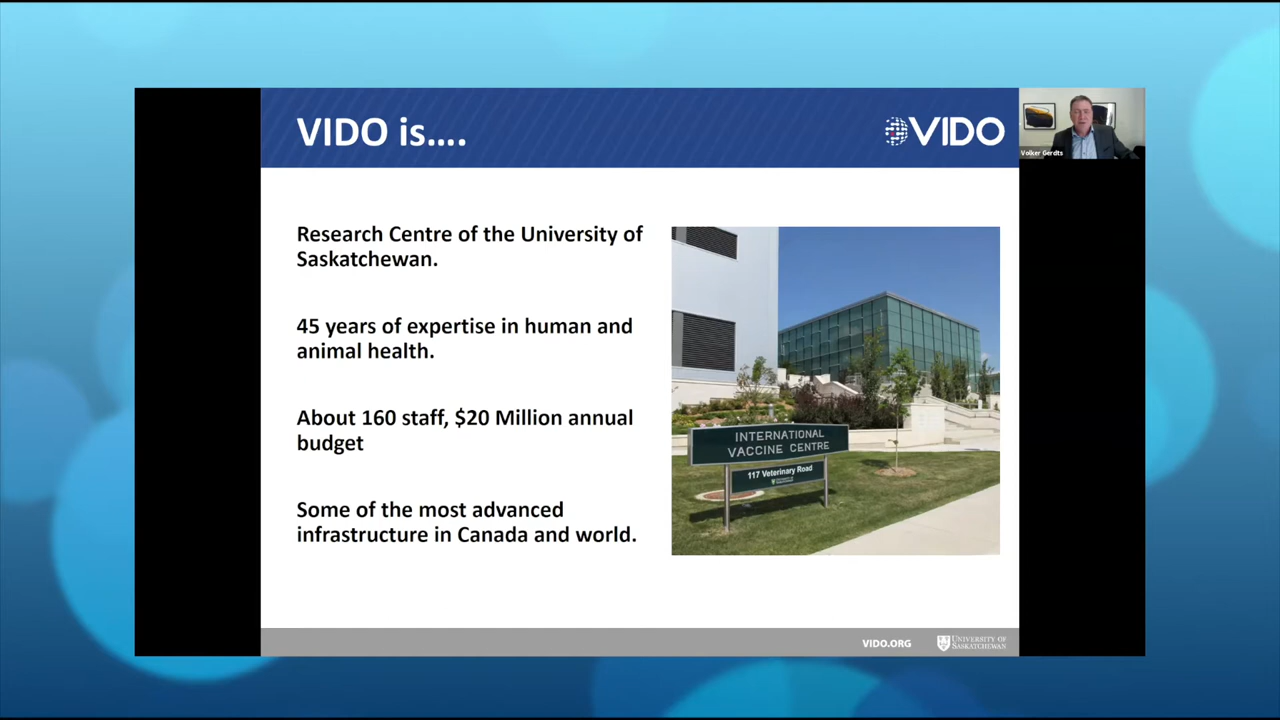 VIDO is....
VIDO
Volker Gerdts
Research Centre of the University of
Saskatchewan.
45 years of expertise in human and
animal health.
About 160 staff, $20 Million annual
budget
Some of the most advanced
infrastructure in Canada and world.
INTERNATIONAL
VACCINE CENTRE
117 Veterinary Road
VIDO.ORG
UNIVERSITY OF
SASKATCHEWAN